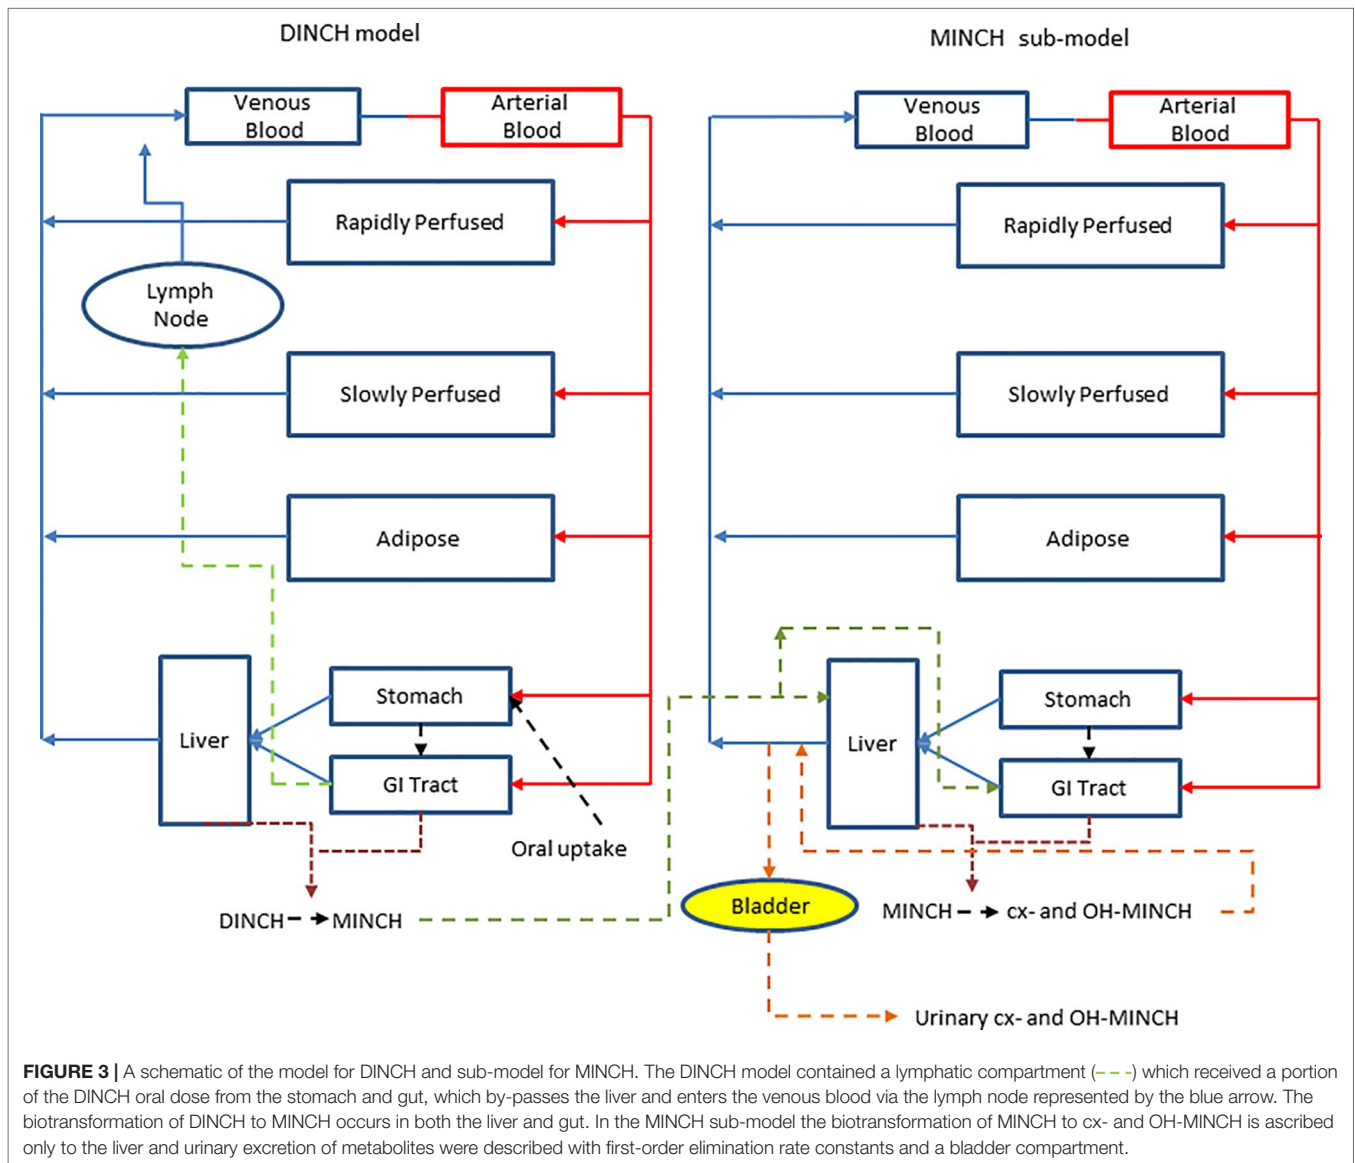 DINCH model
MINCH sub-model
Venous
Blood
Arterial
Blood
Rapidly Perfused
Lymph
Node
Slowly Perfused
Adipose
Stomach
Liver
GI Tract
Oral uptake
DINCH
MINCH
Venous
Blood
Arterial
Blood
Rapidly Perfused
Slowly Perfused
Adipose
Stomach
Liver
GI Tract
Bladder
MINCH
cx- and OH-MINCH
Urinary cx- and OH-MINCH
FIGURE 3 | A schematic of the model for DINCH and sub-model for MINCH. The DINCH model contained a lymphatic compartment (---) which received a portion
of the DINCH oral dose from the stomach and gut, which by-passes the liver and enters the venous blood via the lymph node represented by the blue arrow. The
biotransformation of DINCH to MINCH occurs in both the liver and gut. In the MINCH sub-model the biotransformation of MINCH to cx- and OH-MINCH is ascribed
only to the liver and urinary excretion of metabolites were described with first-order elimination rate constants and a bladder compartment.